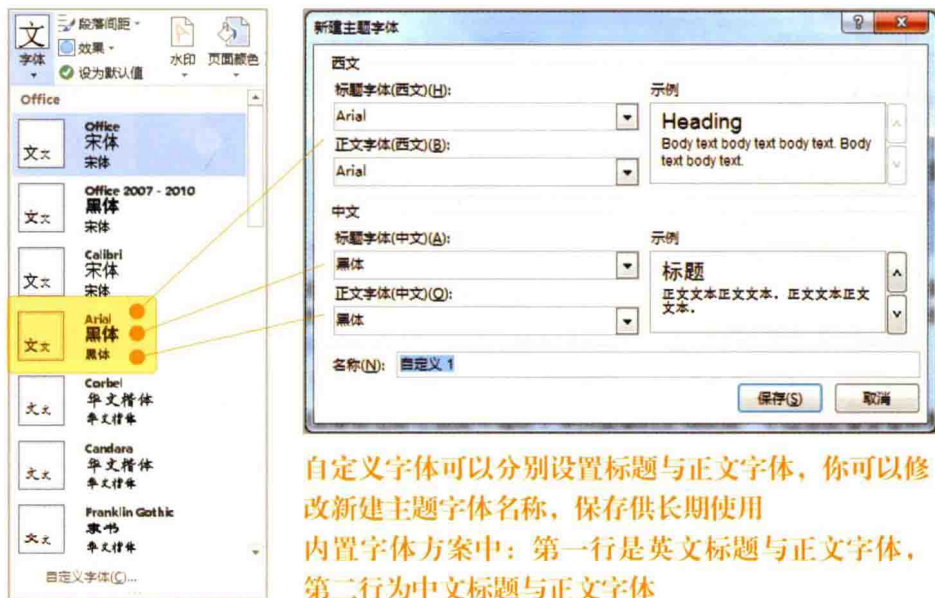 文
字体
段落间距
效果
设为默认值
水印
页面颜色
Office
文文
Office
宋体
宋体
文文
Office 2007 - 2010
黑体
宋体
文文
Calibri
宋体
宋体
文文
Arial
黑体
黑体
文文
Corbel
华文楷体
华文楷体
文文
Candara
华文楷体
华文楷体
文文
Franklin Gothic
隶书
华文楷体
自定义字体(C)...
新建主题字体
西文
标题字体(西文)(H):
Arial
正文字体(西文)(B):
Arial
示例
Heading
Body text body text body text. Body
text body text.
中文
标题字体(中文)(A):
黑体
正文字体(中文)(O):
黑体
示例
标题
正文文本正文文本。正文文本正文
文本。
名称(N): 自定义 1
保存(S) 取消
自定义字体可以分别设置标题与正文字体，你可以修
改新建主题字体名称，保存供长期使用
内置字体方案中：第一行是英文标题与正文字体，
第二行为中文标题与正文字体